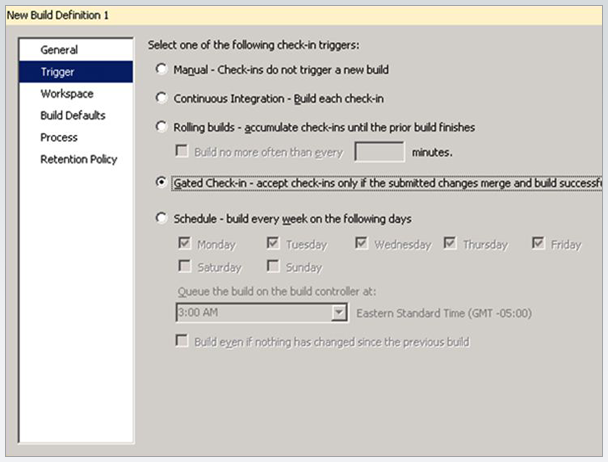 New Build Definition 1
General
Trigger
Workspace
Build Defaults
Process
Retention Policy
Select one of the following check-in triggers:
Manual - Check-ins do not trigger a new build
Continuous Integration - Build each check-in
Rolling builds - accumulate check-ins until the prior build finishes
Build no more often than every minutes.
Gated Check-in - accept check-ins only if the submitted changes merge and build successfu
Schedule - build every week on the following days
Monday Tuesday Wednesday Thursday Friday
Saturday Sunday
Queue the build on the build controller at:
3:00 AM Eastern Standard Time (GMT -05:00)
Build even if nothing has changed since the previous build